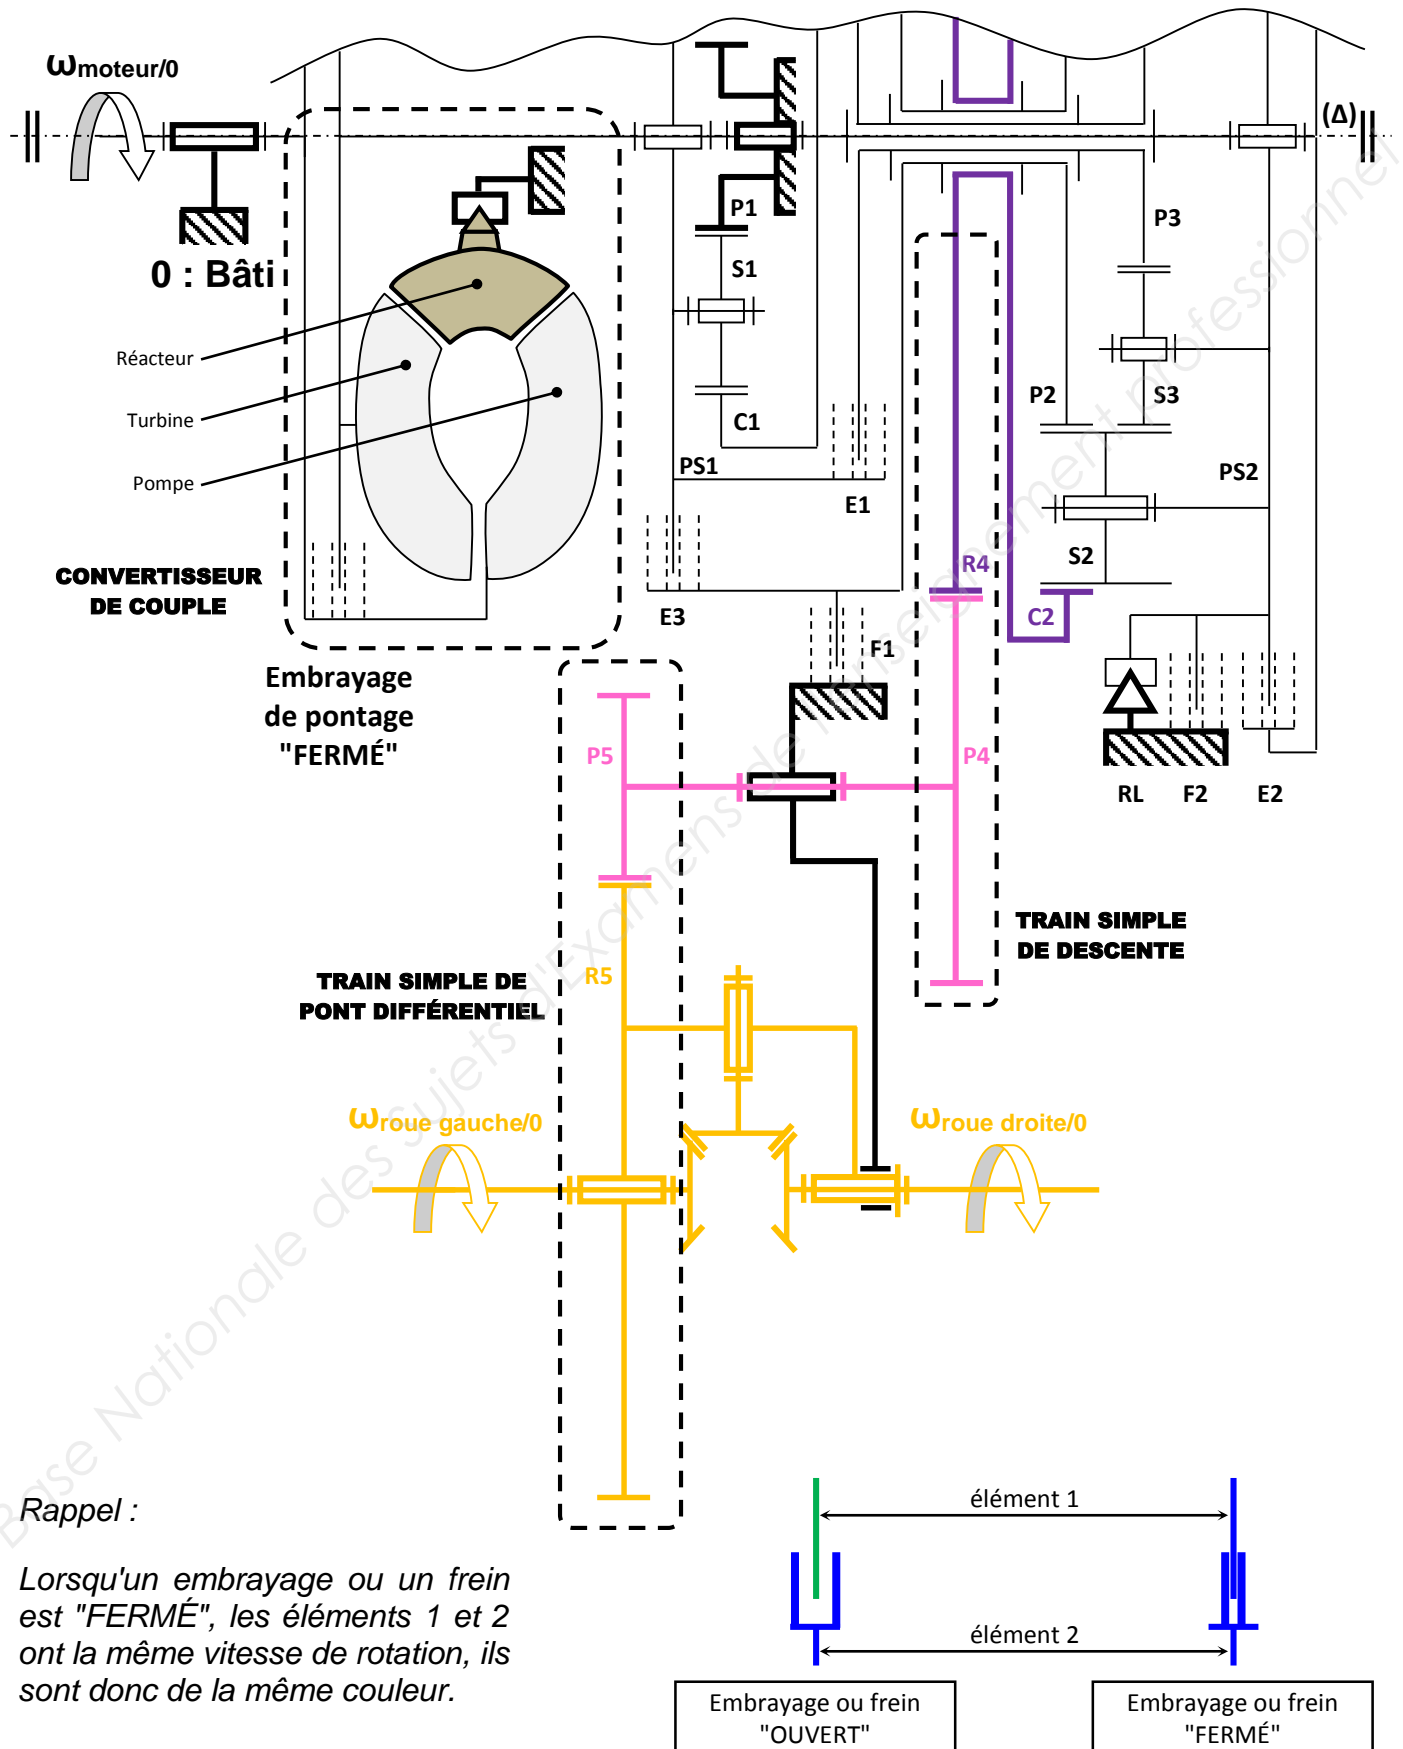 ωmoteur/0
(Δ)
0 : Bâti
P1
S1
P3
Réacteur
Turbine
Pompe
C1
PS1
E1
P2
S3
PS2
S2
R4
C2
CONVERTISSEUR
DE COUPLE
E3
F1
Embrayage
de pontage
"FERMÉ"
P5
P4
RL
F2
E2
TRAIN SIMPLE
DE DESCENTE
TRAIN SIMPLE DE
PONT DIFFÉRENTIEL
R5
ωroue gauche/0
ωroue droite/0
Rappel :
Lorsqu'un embrayage ou un frein
est "FERMÉ", les éléments 1 et 2
ont la même vitesse de rotation, ils
sont donc de la même couleur.
élément 1
élément 2
Embrayage ou frein
"OUVERT"
Embrayage ou frein
"FERMÉ"
Base Nationale des sujets d'Examens de l'enseignement professionnel